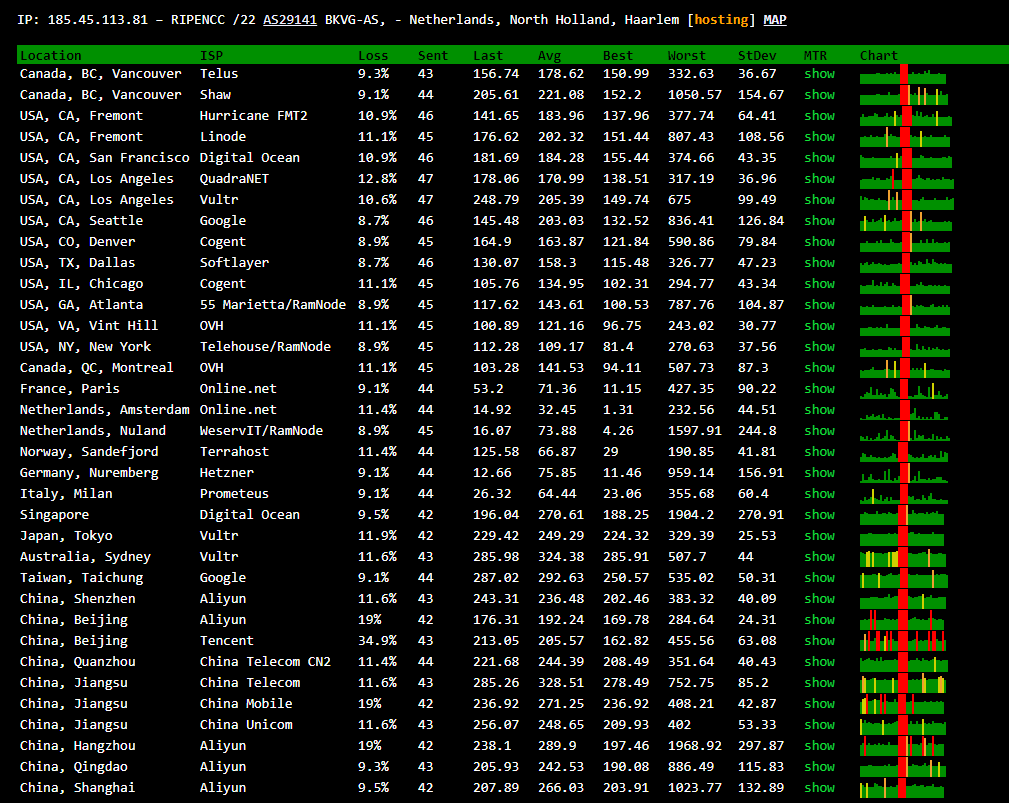 IP: 185.45.113.81 – RIPENCC /22 AS29141 BKVG-AS, - Netherlands, North Holland, Haarlem [hosting] MAP
Location ISP Loss Sent Last Avg Best Worst StDev MTR Chart
Canada, BC, Vancouver Telus 9.3% 43 156.74 178.62 150.99 332.63 36.67 show
Canada, BC, Vancouver Shaw 9.1% 44 205.61 221.08 152.2 1050.57 154.67 show
USA, CA, Fremont Hurricane FMT2 10.9% 46 141.65 183.96 137.96 377.74 64.41 show
USA, CA, Fremont Linode 11.1% 45 176.62 202.32 151.44 807.43 108.56 show
USA, CA, San Francisco Digital Ocean 10.9% 46 181.69 184.28 155.44 374.66 43.35 show
USA, CA, Los Angeles QuadraNET 12.8% 47 178.06 170.99 138.51 317.19 36.96 show
USA, CA, Los Angeles Vultr 10.6% 47 248.79 205.39 149.74 675 99.49 show
USA, CA, Seattle Google 8.7% 46 145.48 203.03 132.52 836.41 126.84 show
USA, CO, Denver Cogent 8.9% 45 164.9 163.87 121.84 590.86 79.84 show
USA, TX, Dallas Softlayer 8.7% 46 130.07 158.3 115.48 326.77 47.23 show
USA, IL, Chicago Cogent 11.1% 45 105.76 134.95 102.31 294.77 43.34 show
USA, GA, Atlanta 55 Marietta/RamNode 8.9% 45 117.62 143.61 100.53 787.76 104.87 show
USA, VA, Vint Hill OVH 11.1% 45 100.89 121.16 96.75 243.02 30.77 show
USA, NY, New York Telehouse/RamNode 8.9% 45 112.28 109.17 81.4 270.63 37.56 show
Canada, QC, Montreal OVH 11.1% 45 103.28 141.53 94.11 507.73 87.3 show
France, Paris Online.net 9.1% 44 53.2 71.36 11.15 427.35 90.22 show
Netherlands, Amsterdam Online.net 11.4% 44 14.92 32.45 1.31 232.56 44.51 show
Netherlands, Nuland WeservIT/RamNode 8.9% 45 16.07 73.88 4.26 1597.91 244.8 show
Norway, Sandefjord Terrahost 11.4% 44 125.58 66.87 29 190.85 41.81 show
Germany, Nuremberg Hetzner 9.1% 44 12.66 75.85 11.46 959.14 156.91 show
Italy, Milan Prometeus 9.1% 44 26.32 64.44 23.06 355.68 60.4 show
Singapore Digital Ocean 9.5% 42 196.04 270.61 188.25 1904.2 270.91 show
Japan, Tokyo Vultr 11.9% 42 229.42 249.29 224.32 329.39 25.53 show
Australia, Sydney Vultr 11.6% 43 285.98 324.38 285.91 507.7 44 show
Taiwan, Taichung Google 9.1% 44 287.02 292.63 250.57 535.02 50.31 show
China, Shenzhen Aliyun 11.6% 43 243.31 236.48 202.46 383.32 40.09 show
China, Beijing Aliyun 19% 42 176.31 192.24 169.78 284.64 24.31 show
China, Beijing Tencent 34.9% 43 213.05 205.57 162.82 455.56 63.08 show
China, Quanzhou China Telecom CN2 11.4% 44 221.68 244.39 208.49 351.64 40.43 show
China, Jiangsu China Telecom 11.6% 43 285.26 328.51 278.49 752.75 85.2 show
China, Jiangsu China Mobile 19% 42 236.92 271.25 236.92 408.21 42.87 show
China, Jiangsu China Unicom 11.6% 43 256.07 248.65 209.93 402 53.33 show
China, Hangzhou Aliyun 19% 42 238.1 289.9 197.46 1968.92 297.87 show
China, Qingdao Aliyun 9.3% 43 205.93 242.53 190.08 886.49 115.83 show
China, Shanghai Aliyun 9.5% 42 207.89 266.03 203.91 1023.77 132.89 show